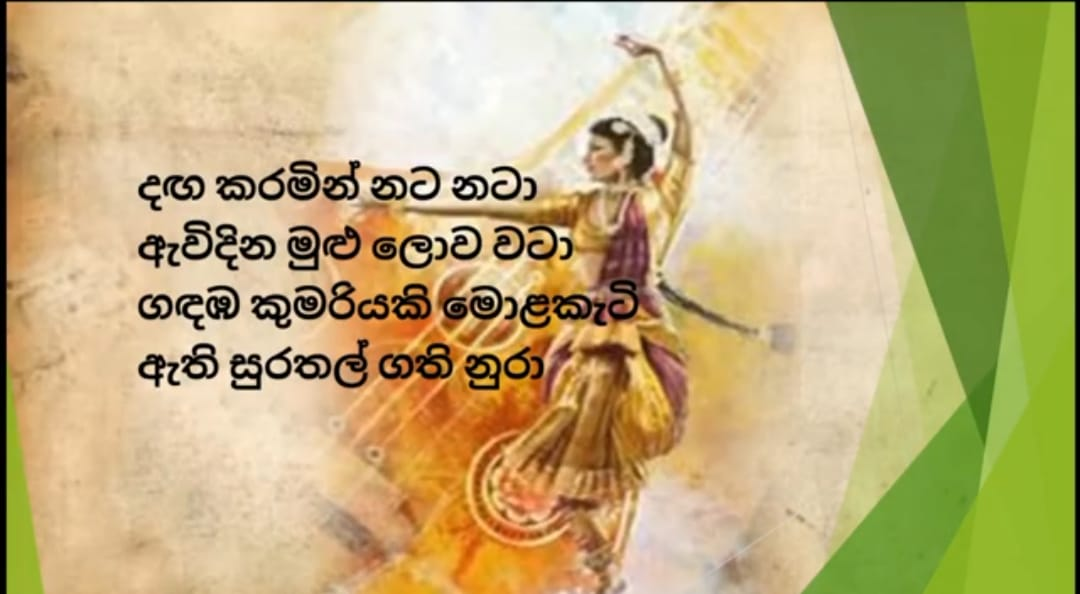 දඟ කරමින් නට නටා
ඇවිදින මුළු ලොව වටා
ගඳඹ කුමරියකි මොළකැටි
ඇති සුරතල් ගති නුරා